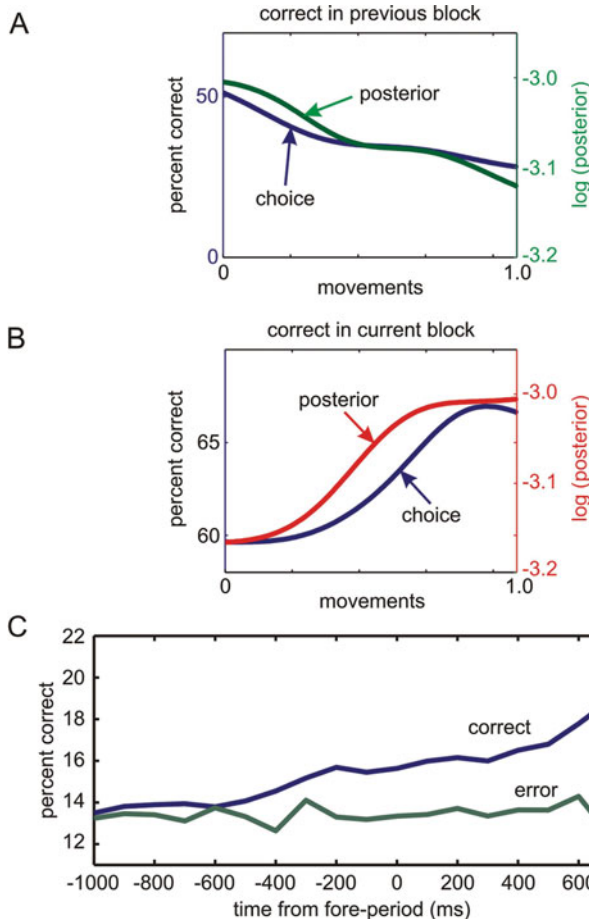 A
correct in previous block
percent correct
50
0
posterior
choice
-3.0
-3.1
-3.2
log (posterior)
0
1.0
movements
B
correct in current block
percent correct
65
60
posterior
choice
-3.0
-3.1
-3.2
log (posterior)
0
1.0
movements
C
percent correct
22
20
18
16
14
12
correct
error
-1000 -800 -600 -400 -200 0 200 400 600
time from fore-period (ms)